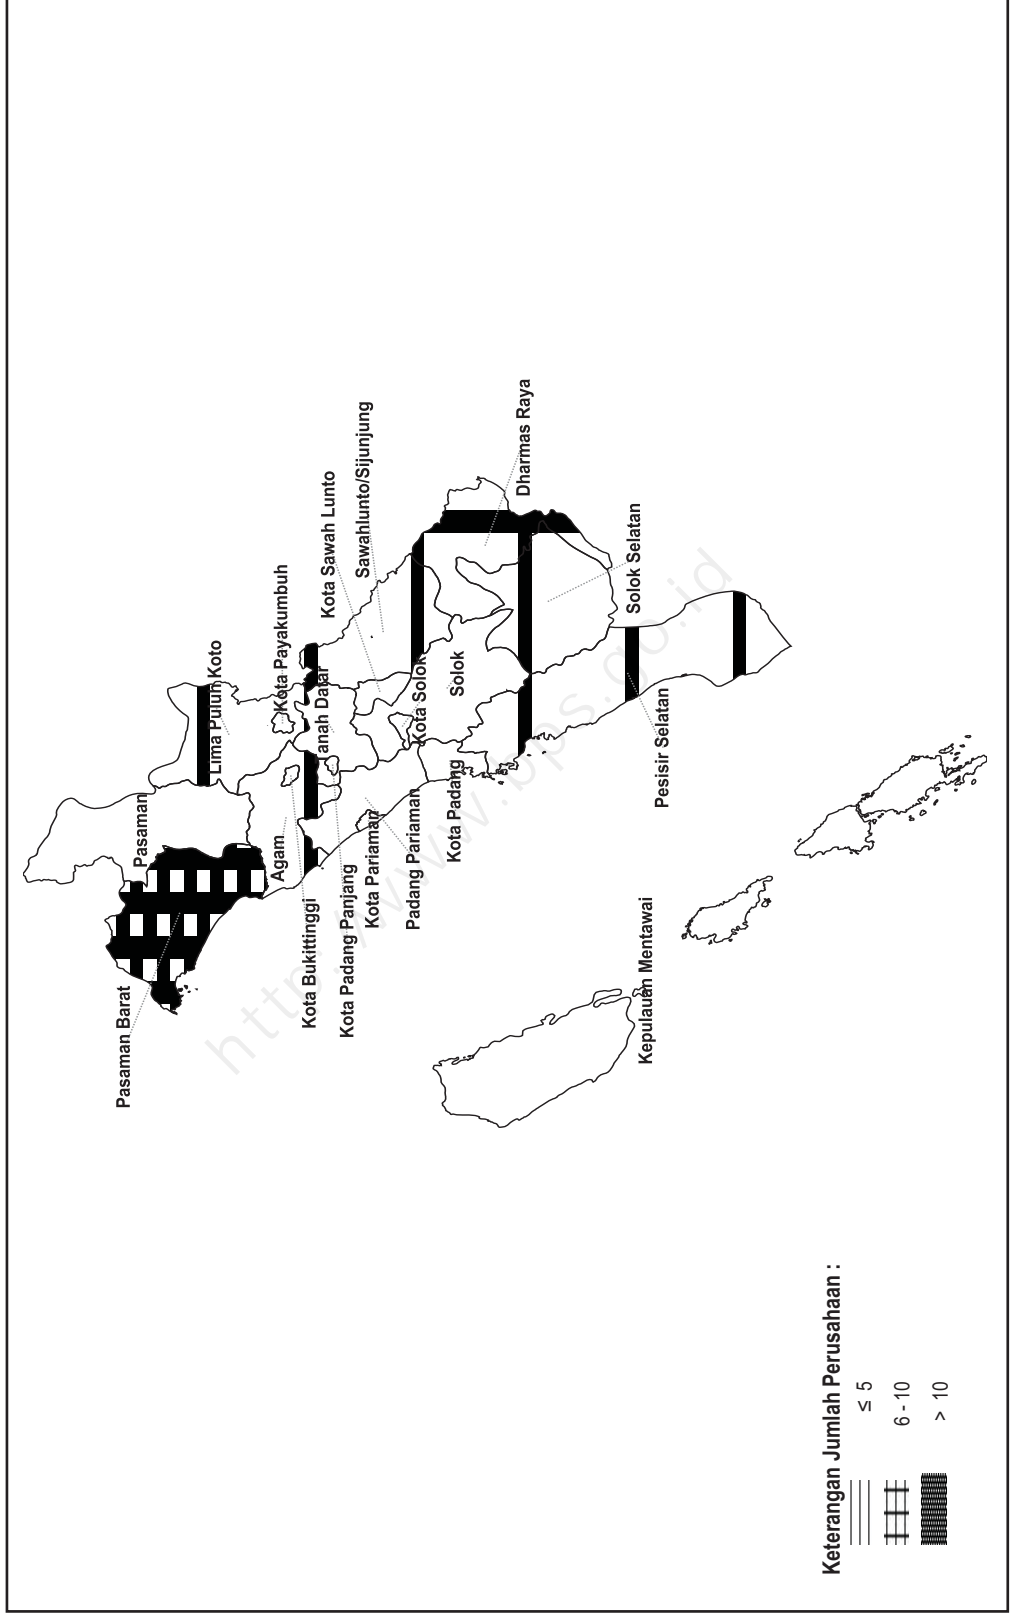 Pasaman Barat
Pasaman
Lima Puluh Koto
Agam
Kota Payakumbuh
Kota Bukittinggi
Tanah Datar
Kota Sawah Lunto
Kota Padang Panjang
Sawahlunto/Sijunjung
Kota Pariaman
Padang Pariaman
Kota Solok
Kota Padang
Solok
Dharmas Raya
Solok Selatan
Kepulauan Mentawai
Pesisir Selatan
http://www.bps.go.id
Keterangan Jumlah Perusahaan :
≤ 5
6 - 10
> 10